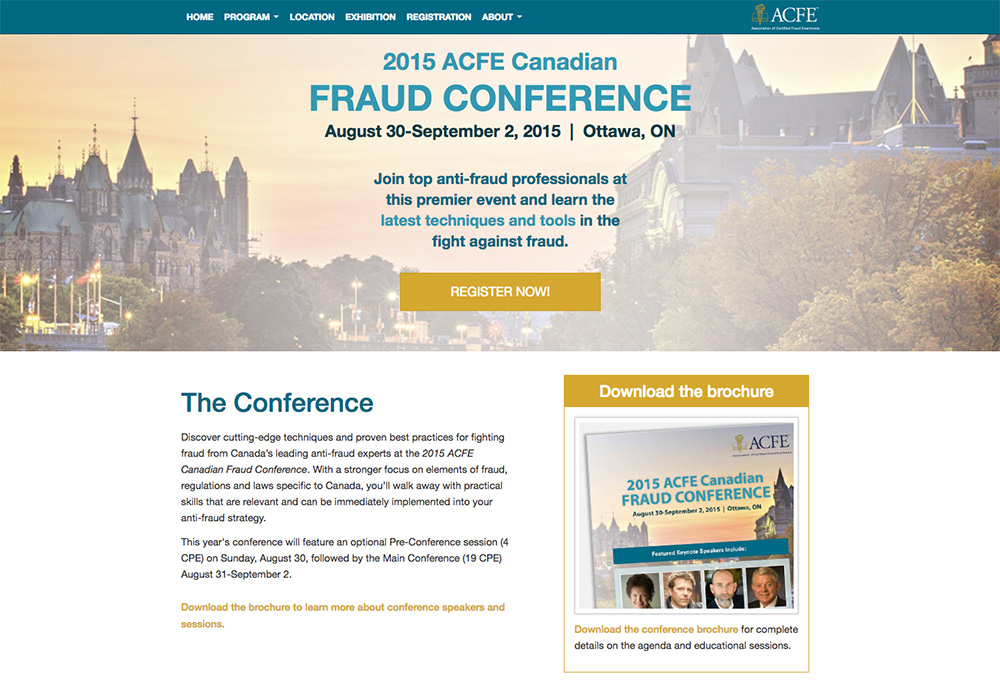 HOME PROGRAM LOCATION EXHIBITION REGISTRATION ABOUT
ACFE
Association of Certified Fraud Examiners
2015 ACFE Canadian
FRAUD CONFERENCE
August 30-September 2, 2015 | Ottawa, ON
Join top anti-fraud professionals at
this premier event and learn the
latest techniques and tools in the
fight against fraud.
REGISTER NOW!
The Conference
Discover cutting-edge techniques and proven best practices for fighting
fraud from Canada's leading anti-fraud experts at the 2015 ACFE
Canadian Fraud Conference. With a stronger focus on elements of fraud,
regulations and laws specific to Canada, you'll walk away with practical
skills that are relevant and can be immediately implemented into your
anti-fraud strategy.
This year's conference will feature an optional Pre-Conference session (4
CPE) on Sunday, August 30, followed by the Main Conference (19 CPE)
August 31-September 2.
Download the brochure to learn more about conference speakers and
sessions.
Download the brochure
ACFE
Association of Certified Fraud Examiners
2015 ACFE Canadian
FRAUD CONFERENCE
August 30-September 2, 2015 | Ottawa, ON
Featured Keynote Speakers Include:
Download the conference brochure for complete
details on the agenda and educational sessions.